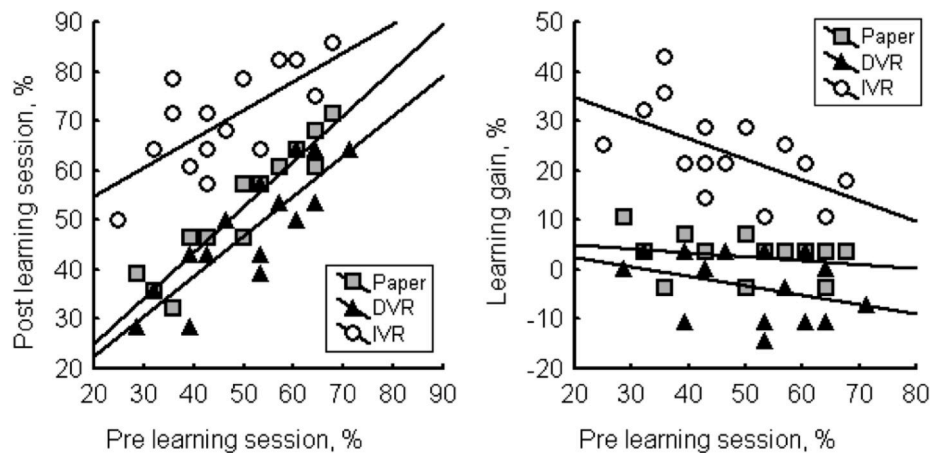 90
80
70
60
50
40
30
20
Post learning session, %
Paper
DVR
IVR
20 30 40 50 60 70 80 90
Pre learning session, %
50
40
30
20
10
0
-10
-20
Learning gain, %
Paper
DVR
IVR
20 30 40 50 60 70 80
Pre learning session, %